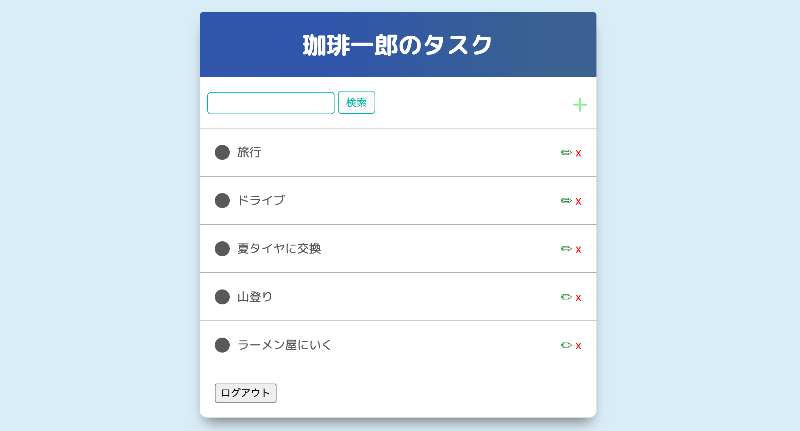 珈琲一郎のタスク
検索
旅行 x
ドライブ x
夏タイヤに交換 x
山登り x
ラーメン屋にいく x
ログアウト